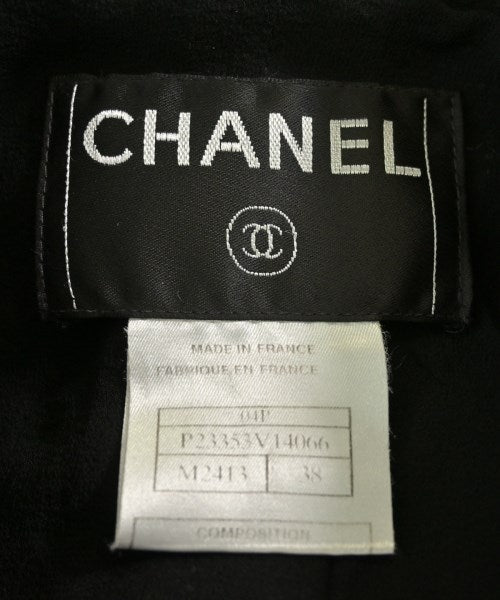 CHANEL
MADE IN FRANCE
FABRIQUE EN FRANCE
04P
P23353V14066
M2413 38
COMPOSITION